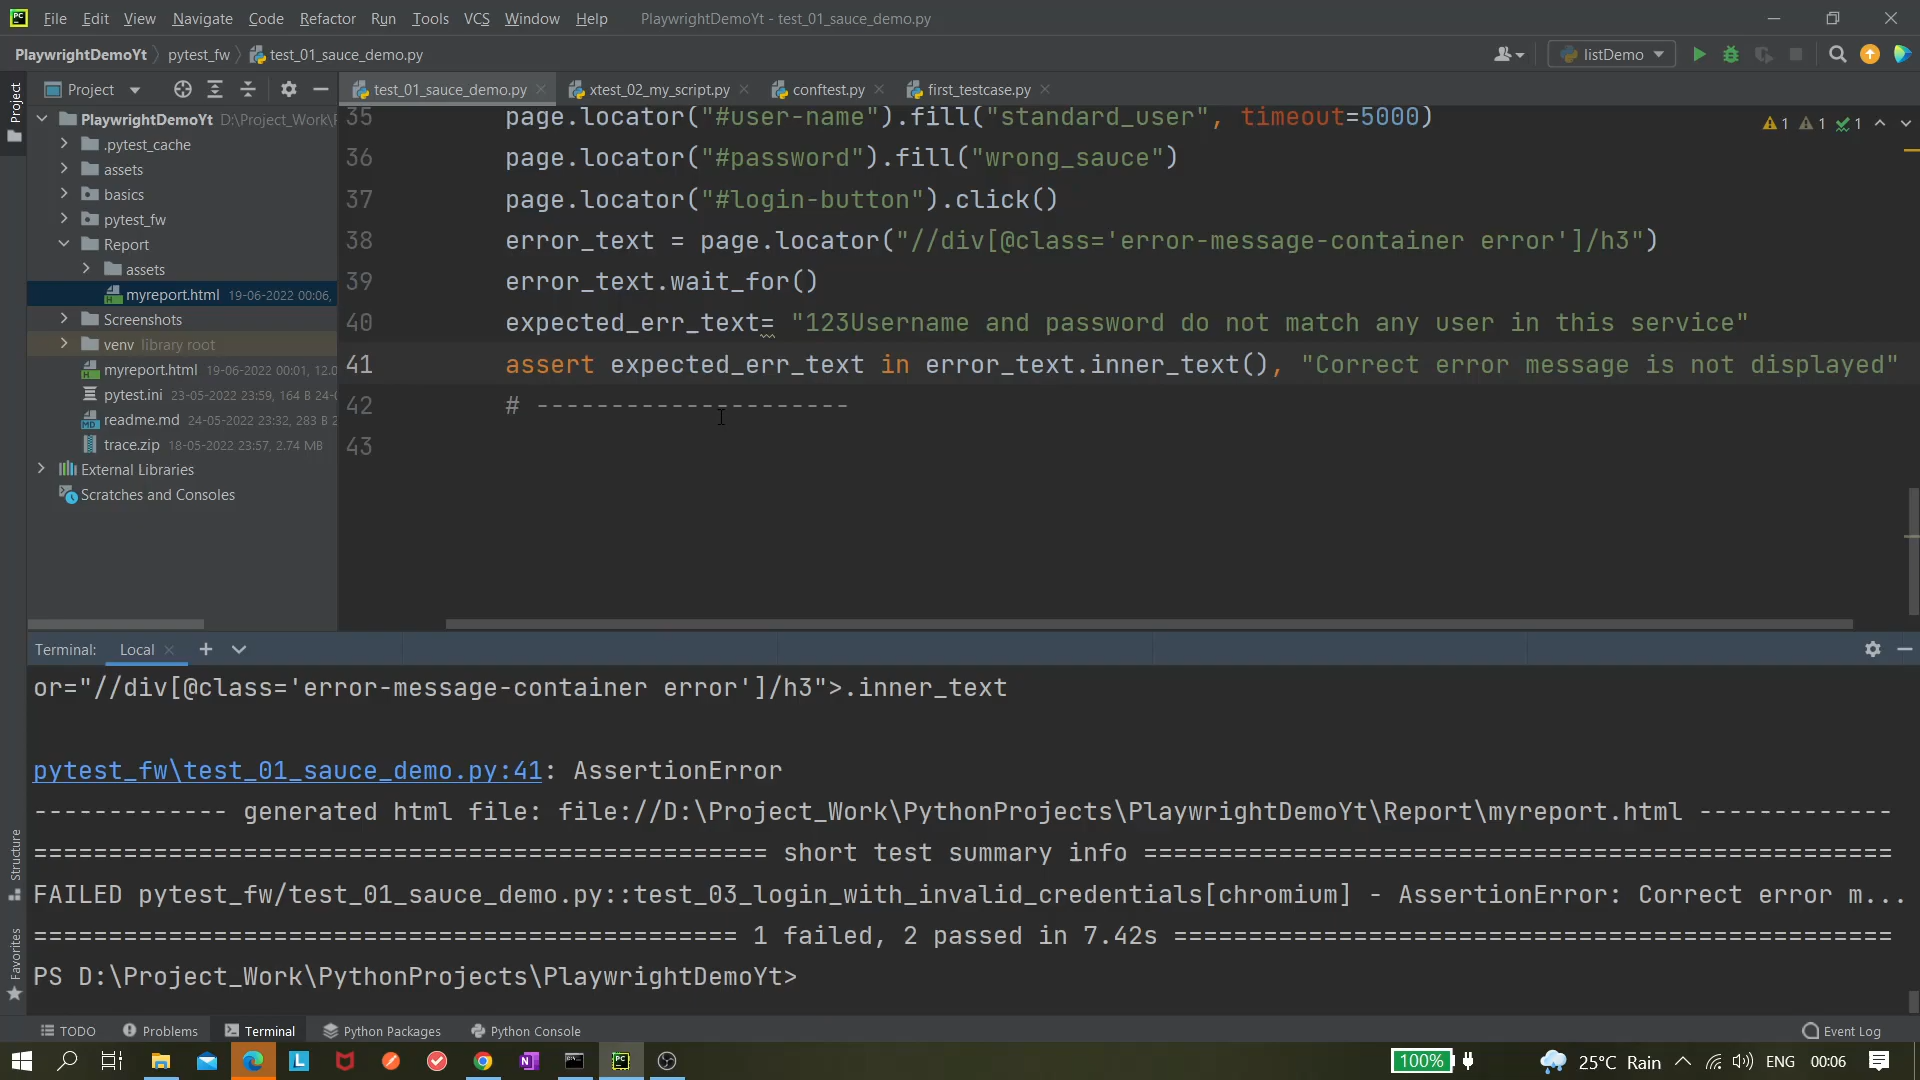 File Edit View Navigate Code Refactor Run Tools VCS Window Help PlaywrightDemoYt - test_01_sauce_demo.py
PlaywrightDemoYt pytest_fw test_01_sauce_demo.py listDemo
Project
Project
test_01_sauce_demo.py xtest_02_my_script.py conftest.py first_testcase.py
PlaywrightDemoYt D:\Project_Work\
.pytest_cache
assets
basics
pytest_fw
Report
assets
myreport.html 19-06-2022 00:06,
Screenshots
venv library root
myreport.html 19-06-2022 00:01, 12.0
pytest.ini 23-05-2022 23:59, 164 B 24-
readme.md 24-05-2022 23:32, 283 B 2
trace.zip 18-05-2022 23:57, 2.74 MB
External Libraries
Scratches and Consoles
1 1 1
35 page.locator("#user-name").fill("standard_user", timeout=5000)
36 page.locator("#password").fill("wrong_sauce")
37 page.locator("#login-button").click()
38 error_text = page.locator("//div[@class='error-message-container error']/h3")
39 error_text.wait_for()
40 expected_err_text= "123Username and password do not match any user in this service"
41 assert expected_err_text in error_text.inner_text(), "Correct error message is not displayed"
42 # ---------------------
43
Terminal: Local
or="//div[@class='error-message-container error']/h3">.inner_text
pytest_fw\test_01_sauce_demo.py:41: AssertionError
------------- generated html file: file://D:\Project_Work\PythonProjects\PlaywrightDemoYt\Report\myreport.html -------------
================================================= short test summary info ==================================================
FAILED pytest_fw/test_01_sauce_demo.py::test_03_login_with_invalid_credentials[chromium] - AssertionError: Correct error m...
=============================================== 1 failed, 2 passed in 7.42s ================================================
PS D:\Project_Work\PythonProjects\PlaywrightDemoYt>
Structure
Favorites
TODO Problems Terminal Python Packages Python Console Event Log
100% 25°C Rain ENG 00:06